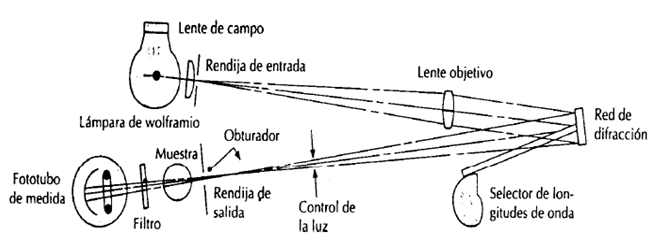 Lente de campo
Rendija de entrada
Lente objetivo
Lámpara de wolframio
Red de
difracción
Obturador
Muestra
Fototubo
de medida
Rendija de
salida
Filtro
Control de
la luz
Selector de lon-
gitudes de onda